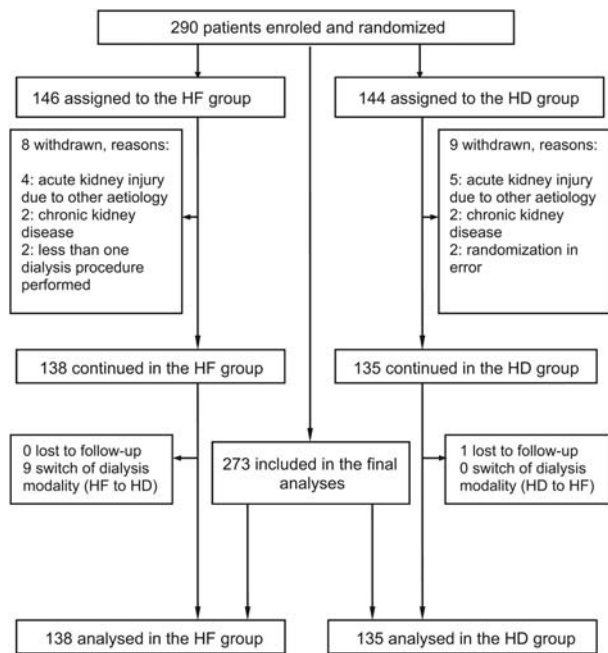 290 patients enroled and randomized
146 assigned to the HF group
144 assigned to the HD group
8 withdrawn, reasons:
4: acute kidney injury
due to other aetiology
2: chronic kidney
disease
2: less than one
dialysis procedure
performed
9 withdrawn, reasons:
5: acute kidney injury
due to other aetiology
2: chronic kidney
disease
2: randomization in
error
138 continued in the HF group
135 continued in the HD group
0 lost to follow-up
9 switch of dialysis
modality (HF to HD)
273 included in the final
analyses
1 lost to follow-up
0 switch of dialysis
modality (HD to HF)
138 analysed in the HF group
135 analysed in the HD group